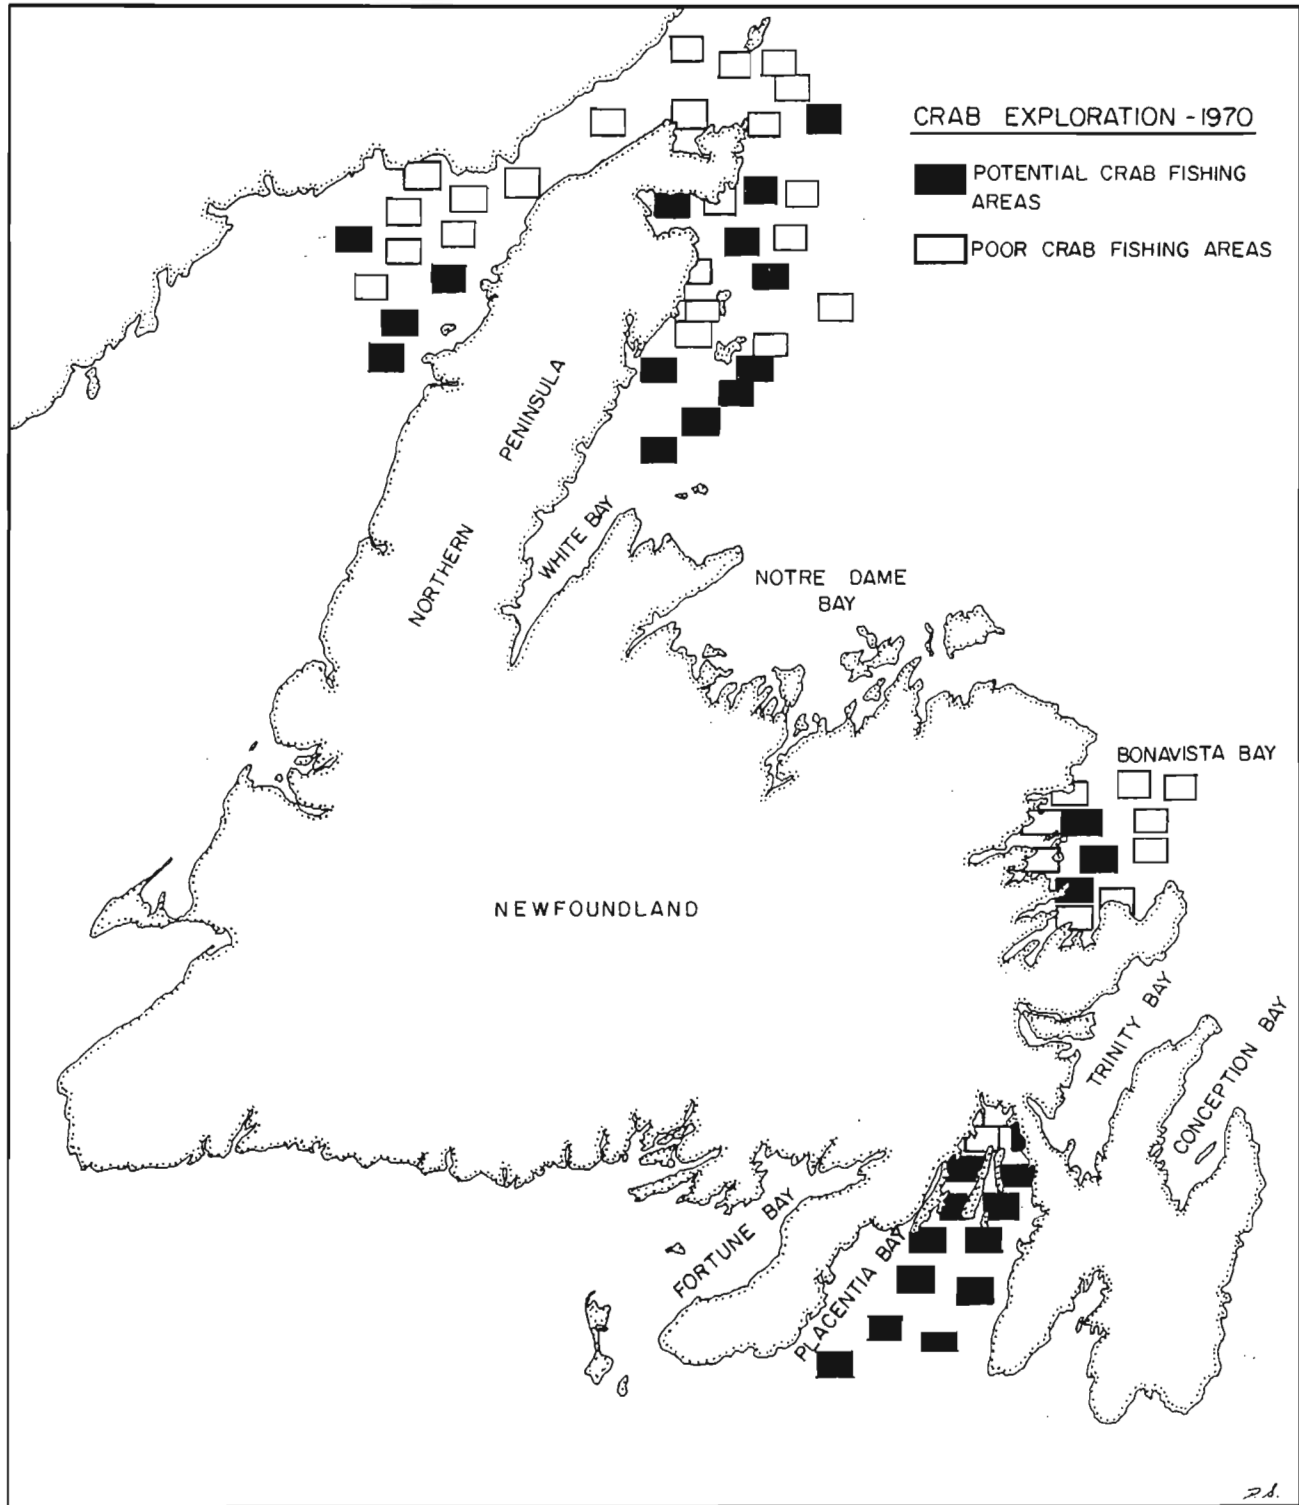 CRAB EXPLORATION - 1970
POTENTIAL CRAB FISHING
AREAS
POOR CRAB FISHING AREAS
PENINSULA
NORTHERN
WHITE BAY
NOTRE DAME
BAY
BONAVISTA BAY
NEWFOUNDLAND
TRINITY BAY
CONCEPTION BAY
FORTUNE BAY
PLACENTIA BAY